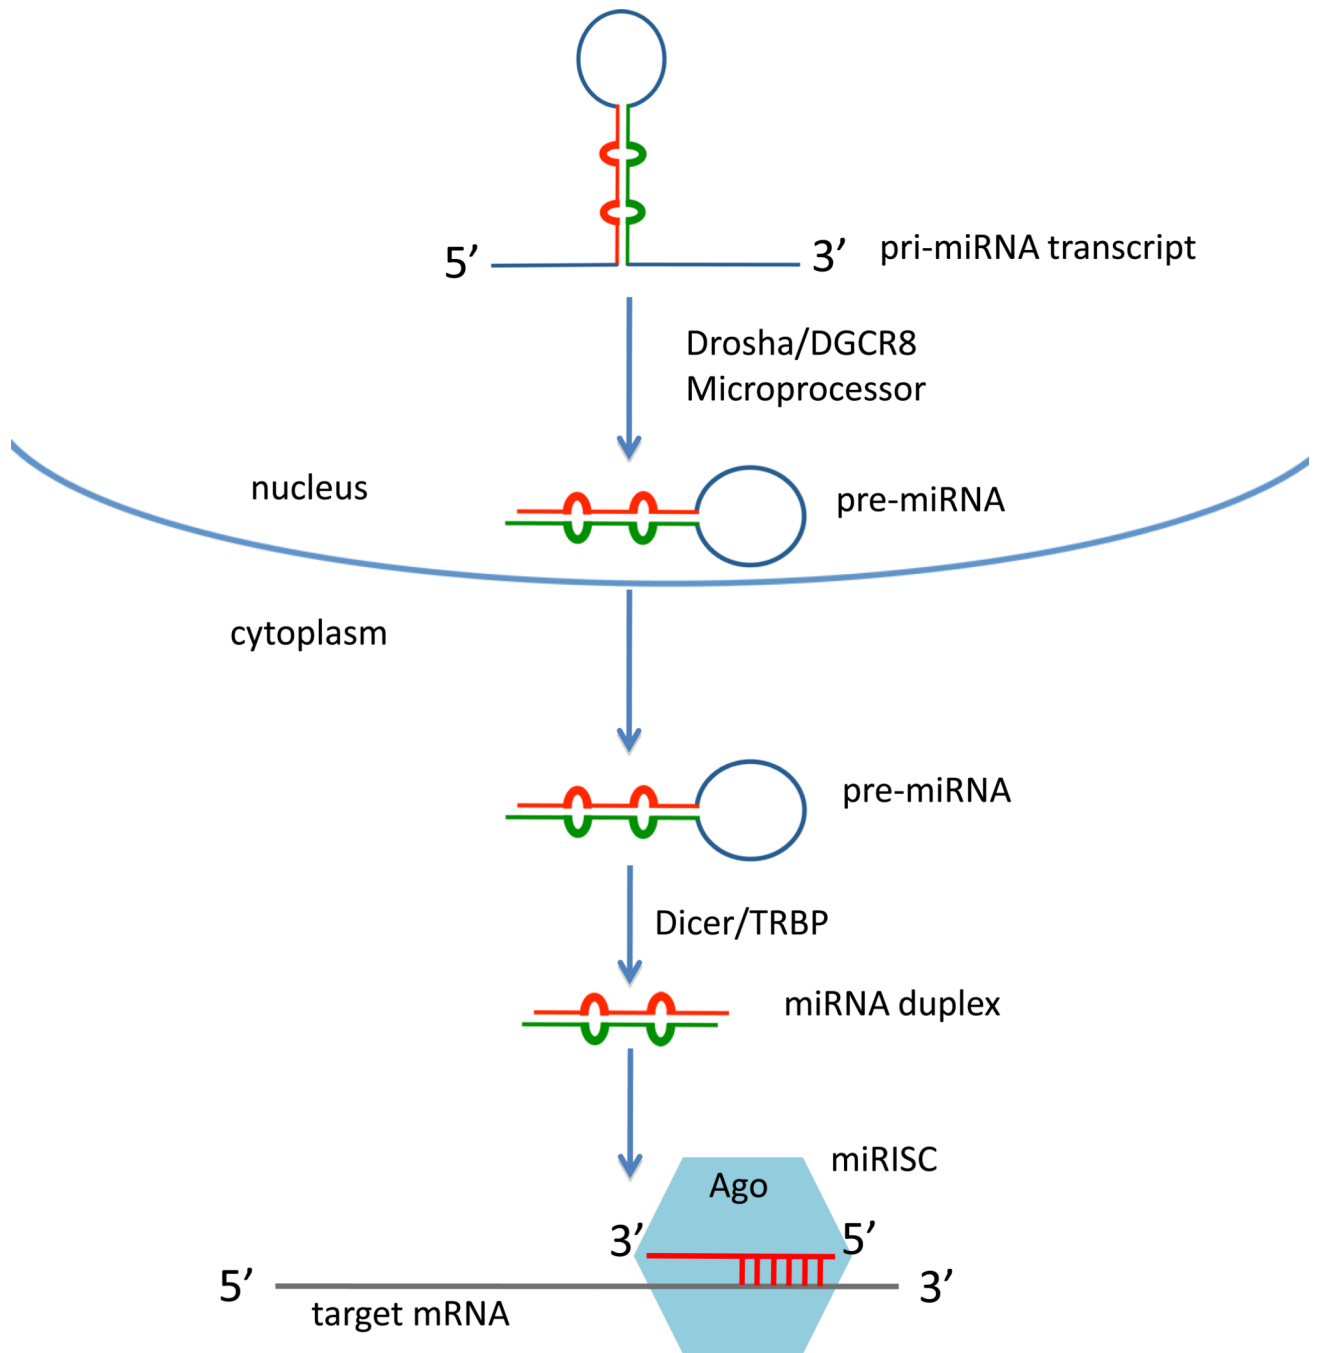 5’
3’
pri-miRNA transcript
Drosha/DGCR8
Microprocessor
nucleus
pre-miRNA
cytoplasm
pre-miRNA
Dicer/TRBP
miRNA duplex
miRISC
Ago
3’
5’
5’
3’
target mRNA